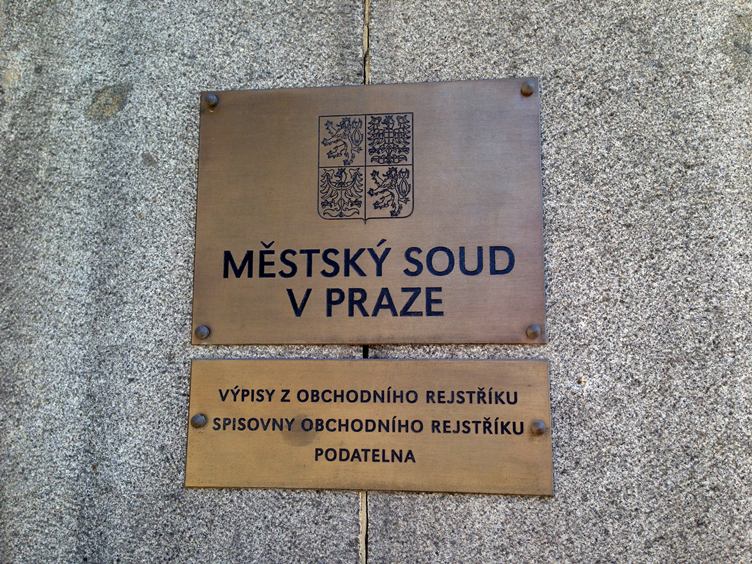 MĚSTSKÝ SOUD
V PRAZE
VÝPISY Z OBCHODNÍHO REJSTŘÍKU
SPISOVNY OBCHODNÍHO REJSTŘÍKU
PODATELNA